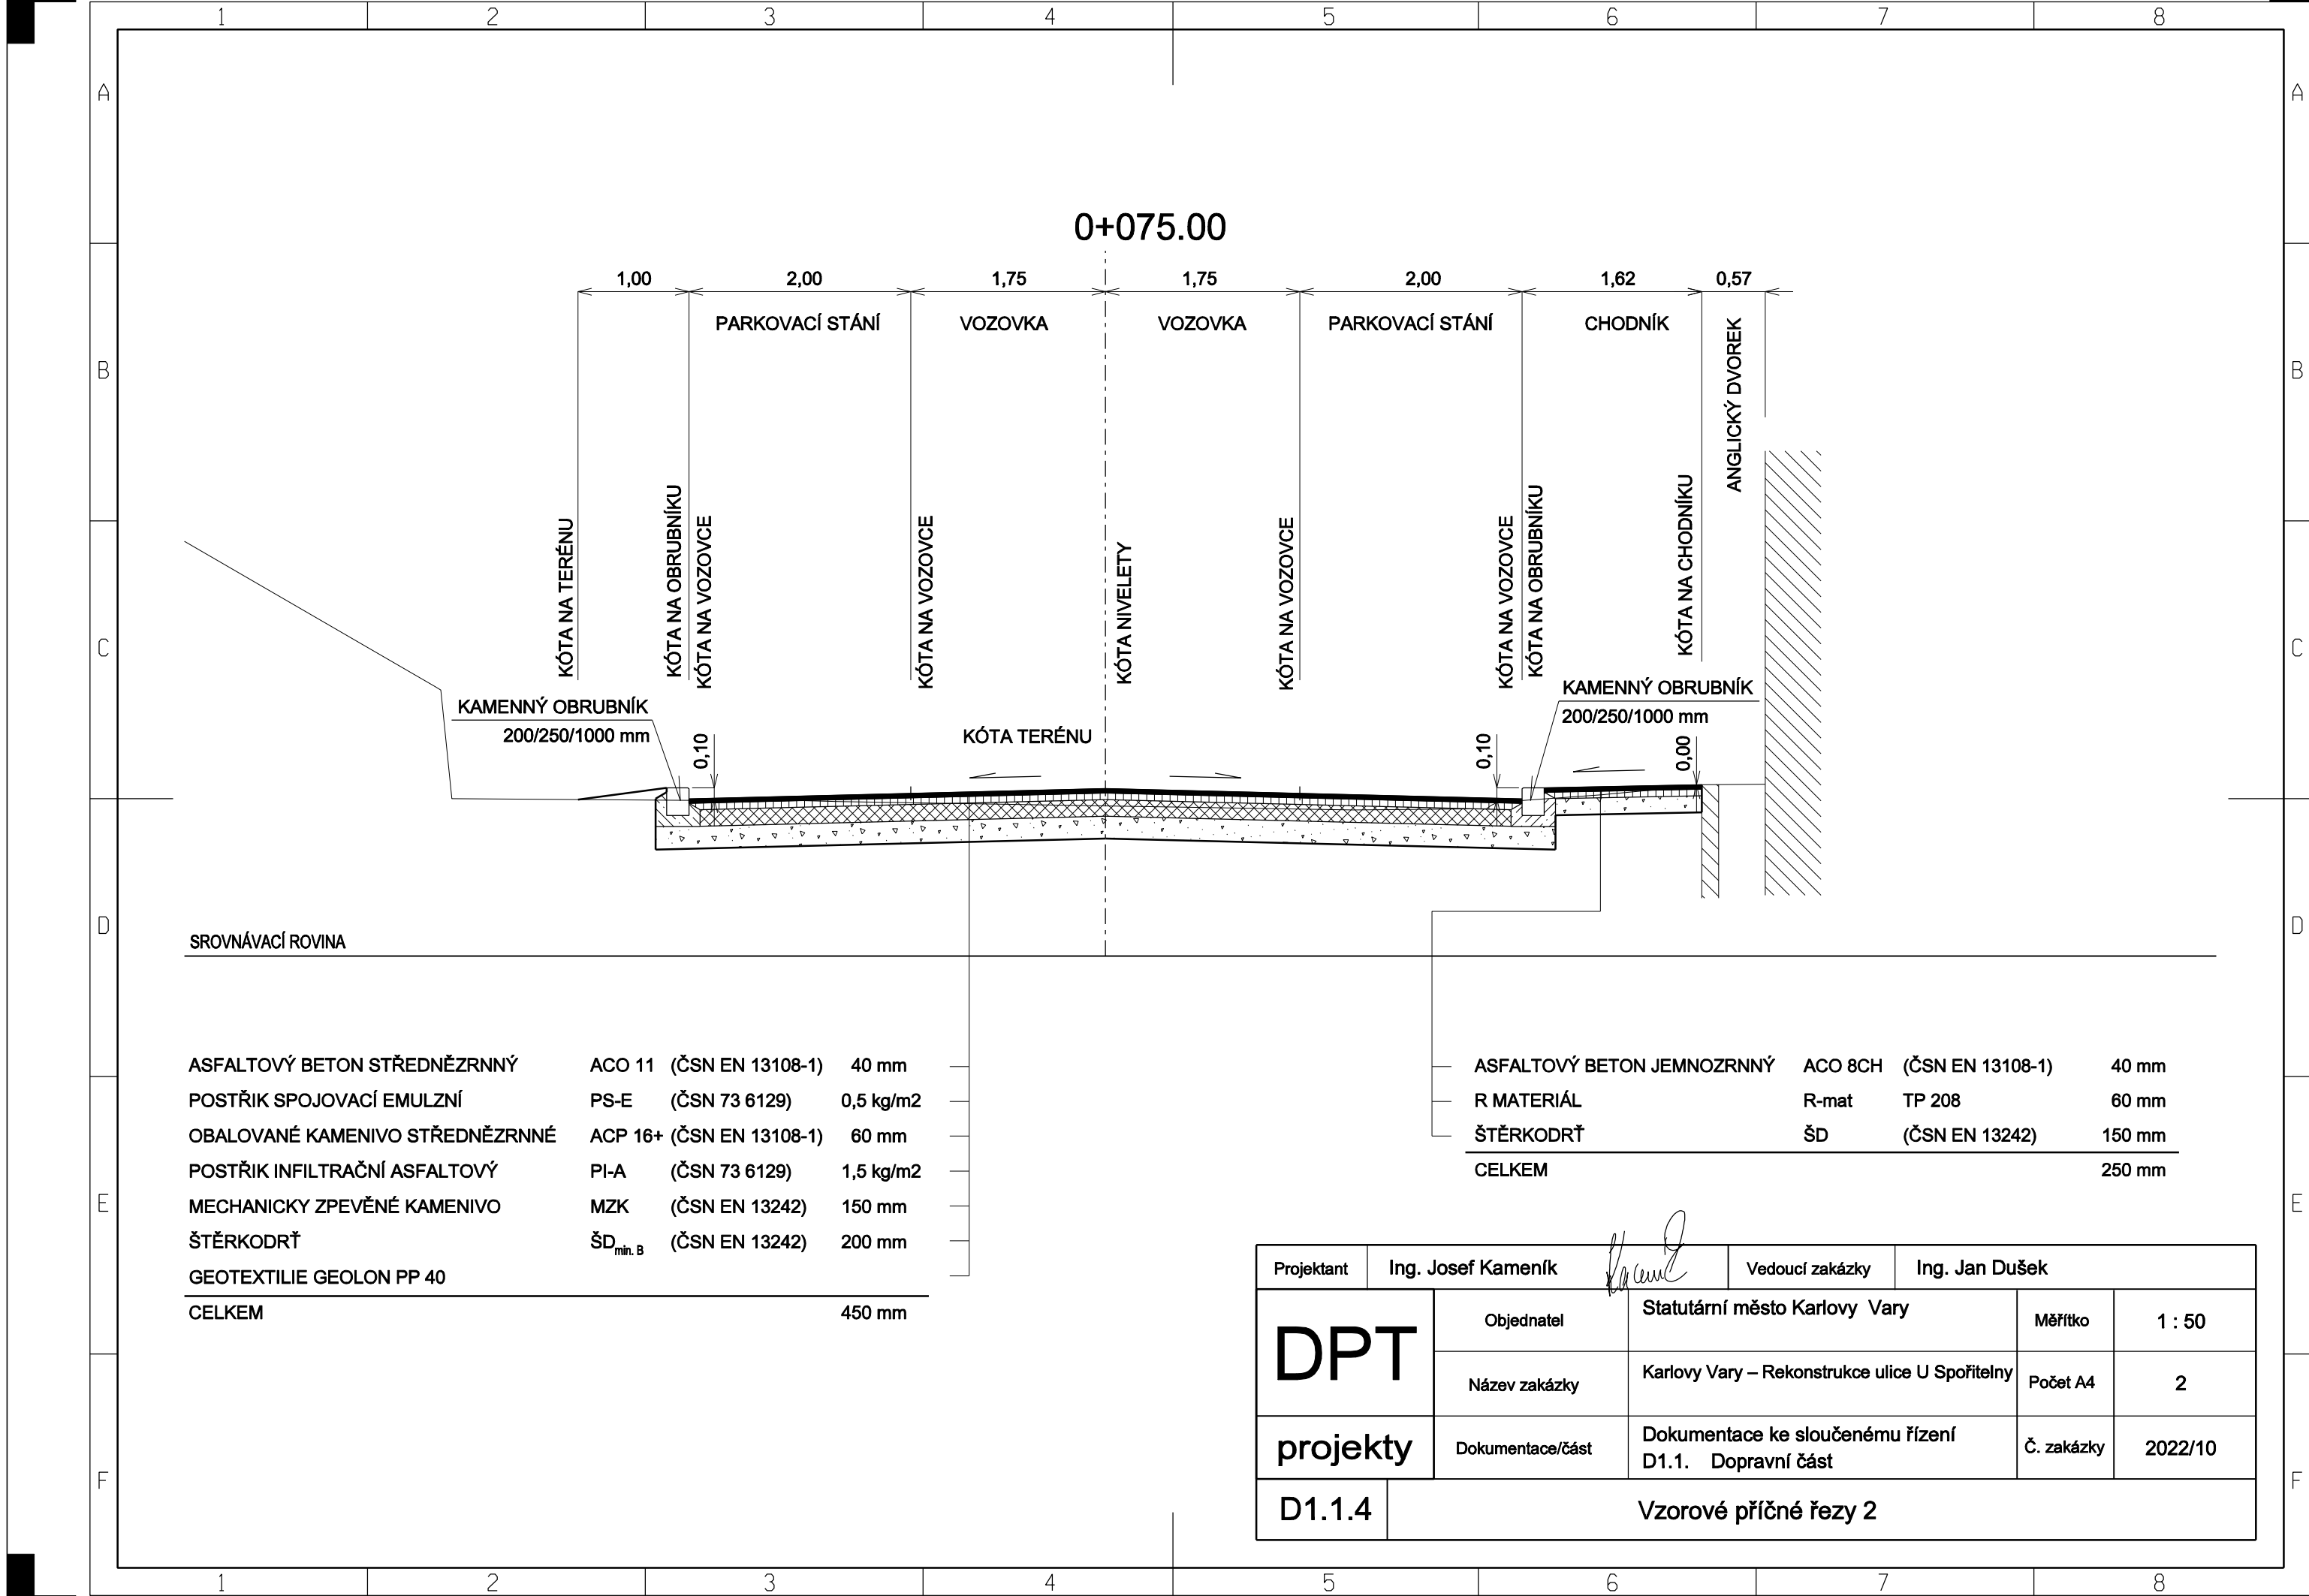 1 2 3 4 5 6 7 8
A A
0+075.00
1,00 2,00 1,75 1,75 2,00 1,62 0,57
PARKOVACÍ STÁNÍ VOZOVKA VOZOVKA PARKOVACÍ STÁNÍ CHODNÍK
ANGLICKÝ DVOREK
B B
KÓTA NA TERÉNU
KÓTA NA OBRUBNÍKU
KÓTA NA VOZOVCE
KÓTA NA VOZOVCE
KÓTA NIVELETY
KÓTA NA VOZOVCE
KÓTA NA VOZOVCE
KÓTA NA OBRUBNÍKU
KÓTA NA CHODNÍKU
C C
KAMENNÝ OBRUBNÍK
200/250/1000 mm
0,10
KÓTA TERÉNU
0,10
KAMENNÝ OBRUBNÍK
200/250/1000 mm
0,00
D D
SROVNÁVACÍ ROVINA
ASFALTOVÝ BETON STŘEDNĚZRNNÝ ACO 11 (ČSN EN 13108-1) 40 mm
POSTŘIK SPOJOVACÍ EMULZNÍ PS-E (ČSN 73 6129) 0,5 kg/m2
OBALOVANÉ KAMENIVO STŘEDNĚZRNNÉ ACP 16+ (ČSN EN 13108-1) 60 mm
POSTŘIK INFILTRAČNÍ ASFALTOVÝ PI-A (ČSN 73 6129) 1,5 kg/m2
MECHANICKY ZPEVĚNÉ KAMENIVO MZK (ČSN EN 13242) 150 mm
ŠTĚRKODRŤ ŠDmin. B (ČSN EN 13242) 200 mm
GEOTEXTILIE GEOLON PP 40
CELKEM 450 mm
ASFALTOVÝ BETON JEMNOZRNNÝ ACO 8CH (ČSN EN 13108-1) 40 mm
R MATERIÁL R-mat TP 208 60 mm
ŠTĚRKODRŤ ŠD (ČSN EN 13242) 150 mm
CELKEM 250 mm
E E
Projektant Ing. Josef Kameník Vedoucí zakázky Ing. Jan Dušek
DPT
projekty
Objednatel Statutární město Karlovy Vary Měřítko 1 : 50
Název zakázky Karlovy Vary – Rekonstrukce ulice U Spořitelny Počet A4 2
Dokumentace/část Dokumentace ke sloučenému řízení
D1.1. Dopravní část
Č. zakázky 2022/10
D1.1.4 Vzorové příčné řezy 2
F F
1 2 3 4 5 6 7 8